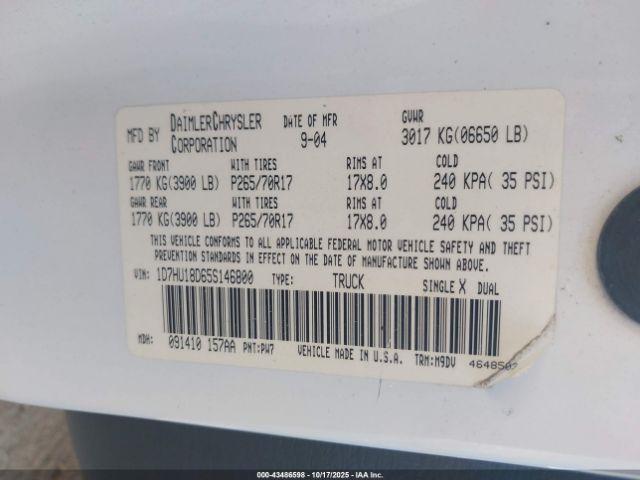 MFD BY DAIMLERCHRYSLER CORPORATION DATE OF MFR 9-04 GVWR 3017 KG(06650 LB)
GAWR FRONT WITH TIRES RIMS AT COLD
1770 KG(3900 LB) P265/70R17 17X8.0 240 KPA( 35 PSI)
GAWR REAR WITH TIRES RIMS AT COLD
1770 KG(3900 LB) P265/70R17 17X8.0 240 KPA( 35 PSI)
THIS VEHICLE CONFORMS TO ALL APPLICABLE FEDERAL MOTOR VEHICLE SAFETY AND THEFT
PREVENTION STANDARDS IN EFFECT ON THE DATE OF MANUFACTURE SHOWN ABOVE.
VIN: 1D7HU18D65S146800 TYPE: TRUCK SINGLE X DUAL
MDH: 091410 157AA PNT:PW7 VEHICLE MADE IN U.S.A. TRM:M9DV 4648502
000-43486598 - 10/17/2025 - IAA Inc.